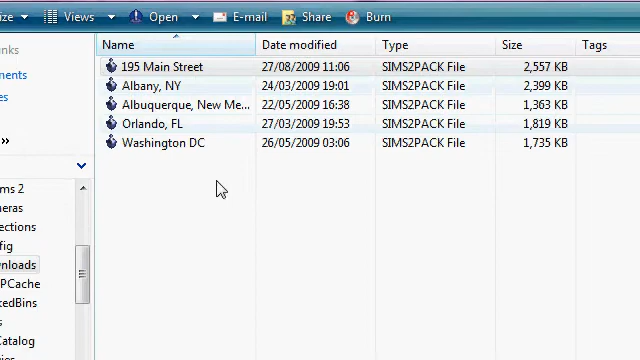 ize Views Open E-mail Share Burn
nks Name Date modified Type Size Tags
195 Main Street 27/08/2009 11:06 SIMS2PACK File 2,557 KB
ments Albany, NY 24/03/2009 19:01 SIMS2PACK File 2,399 KB
es Albuquerque, New Me... 22/05/2009 16:38 SIMS2PACK File 1,363 KB
Orlando, FL 27/03/2009 19:53 SIMS2PACK File 1,819 KB
» Washington DC 26/05/2009 03:06 SIMS2PACK File 1,735 KB
ms 2
neras
ections
fig
wnloads
PCache
tedBins
s
Catalog